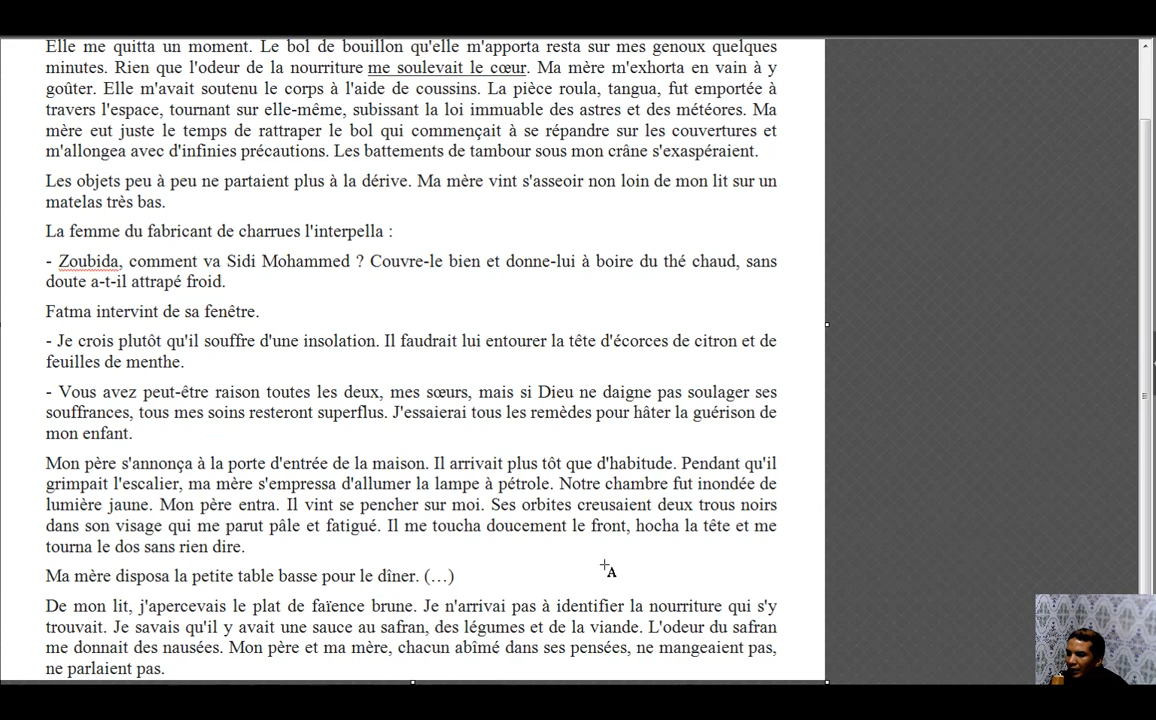 Elle me quitta un moment. Le bol de bouillon qu'elle m'apporta resta sur mes genoux quelques
minutes. Rien que l'odeur de la nourriture me soulevait le cœur. Ma mère m'exhorta en vain à y
goûter. Elle m'avait soutenu le corps à l'aide de coussins. La pièce roula, tangua, fut emportée à
travers l'espace, tournant sur elle-même, subissant la loi immuable des astres et des météores. Ma
mère eut juste le temps de rattraper le bol qui commençait à se répandre sur les couvertures et
m'allongea avec d'infinies précautions. Les battements de tambour sous mon crâne s'exaspéraient.
Les objets peu à peu ne partaient plus à la dérive. Ma mère vint s'asseoir non loin de mon lit sur un
matelas très bas.
La femme du fabricant de charrues l'interpella :
- Zoubida, comment va Sidi Mohammed ? Couvre-le bien et donne-lui à boire du thé chaud, sans
doute a-t-il attrapé froid.
Fatma intervint de sa fenêtre.
- Je crois plutôt qu'il souffre d'une insolation. Il faudrait lui entourer la tête d'écorces de citron et de
feuilles de menthe.
- Vous avez peut-être raison toutes les deux, mes sœurs, mais si Dieu ne daigne pas soulager ses
souffrances, tous mes soins resteront superflus. J'essaierai tous les remèdes pour hâter la guérison de
mon enfant.
Mon père s'annonça à la porte d'entrée de la maison. Il arrivait plus tôt que d'habitude. Pendant qu'il
grimpait l'escalier, ma mère s'empressa d'allumer la lampe à pétrole. Notre chambre fut inondée de
lumière jaune. Mon père entra. Il vint se pencher sur moi. Ses orbites creusaient deux trous noirs
dans son visage qui me parut pâle et fatigué. Il me toucha doucement le front, hocha la tête et me
tourna le dos sans rien dire.
Ma mère disposa la petite table basse pour le dîner. (…)
De mon lit, j'apercevais le plat de faïence brune. Je n'arrivai pas à identifier la nourriture qui s'y
trouvait. Je savais qu'il y avait une sauce au safran, des légumes et de la viande. L'odeur du safran
me donnait des nausées. Mon père et ma mère, chacun abîmé dans ses pensées, ne mangeaient pas,
ne parlaient pas.